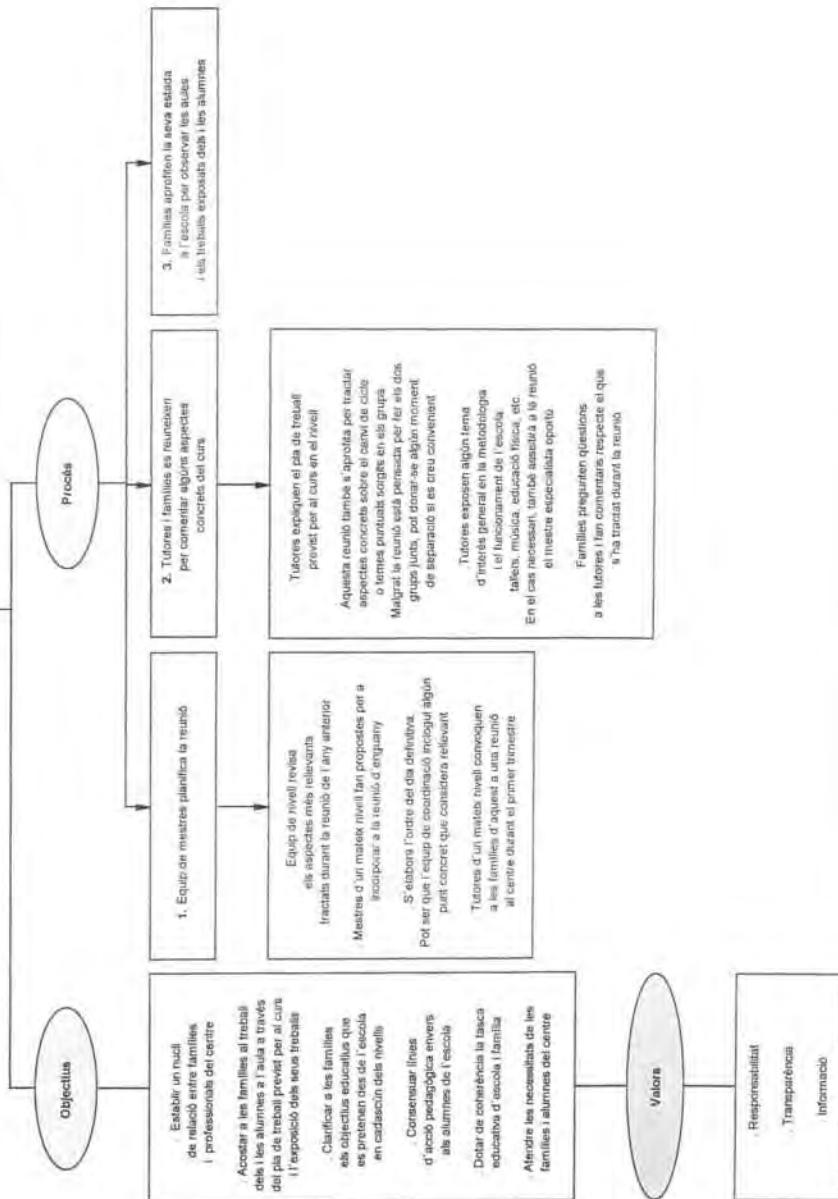 Objectius
. Establir un nucli
de relació entre famílies
i professionals del centre
. Acostar a les famílies al treball
dels i les alumnes a l'aula a través
del pla de treball previst per al curs
i l'exposició dels seus treballs
. Clarificar a les famílies
els objectius educatius que
es pretenen des de l'escola
en cadascún dels nivells
. Consensuar línies
d'acció pedagògica envers
als alumnes de l'escola
. Dotar de coherència la tasca
educativa d'escola i família
. Atendre les necessitats de les
famílies i alumnes del centre
Valors
. Responsabilitat
. Transparència
. Informació
Procés
1. Equip de mestres planifica la reunió
. Equip de nivell revisa
els aspectes més rellevants
tractats durant la reunió de l'any anterior
. Mestres d'un mateix nivell fan propostes per a
incorporar a la reunió d'enguany
. S'elabora l'ordre del dia definitiva.
Pot ser que l'equip de coordinació inclogui algún
punt concret que considera rellevant
. Tutores d'un mateix nivell convoquen
a les famílies d'aquest a una reunió
al centre durant el primer trimestre
2. Tutores i famílies es reuneixen
per comentar algúns aspectes
concrets del curs
. Tutores expliquen el pla de treball
previst per al curs en el nivell
. Aquesta reunió també s'aprofita per tractar
aspectes concrets sobre el canvi de cicle
o temes puntuals sorgits en els grups
Malgrat la reunió està pensada per fer els dos
grups junts, pot donar-se algún moment
de separació si es creu convenient
. Tutores exposen algún tema
d'interès general en la metodologia
i el funcionament de l'escola:
tallers, música, educació física, etc.
En el cas necessari, també assistirà a la reunió
el mestre especialista oportú
. Famílies pregunten qüestions
a les tutores i fan comentaris respecte el que
s'ha tractat durant la reunió
3. Famílies aprofiten la seva estada
a l'escola per observar les aules
i els treballs exposats dels i les alumnes